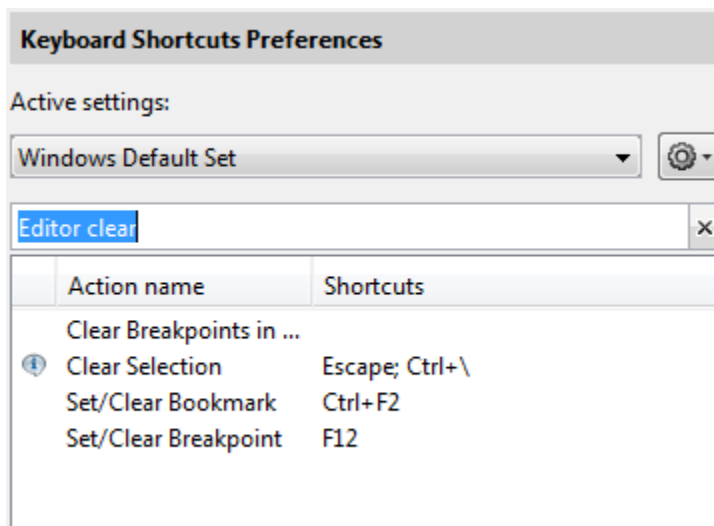 Keyboard Shortcuts Preferences
Active settings:
Windows Default Set
Editor clear
Action name Shortcuts
Clear Breakpoints in ...
Clear Selection Escape; Ctrl+\
Set/Clear Bookmark Ctrl+F2
Set/Clear Breakpoint F12